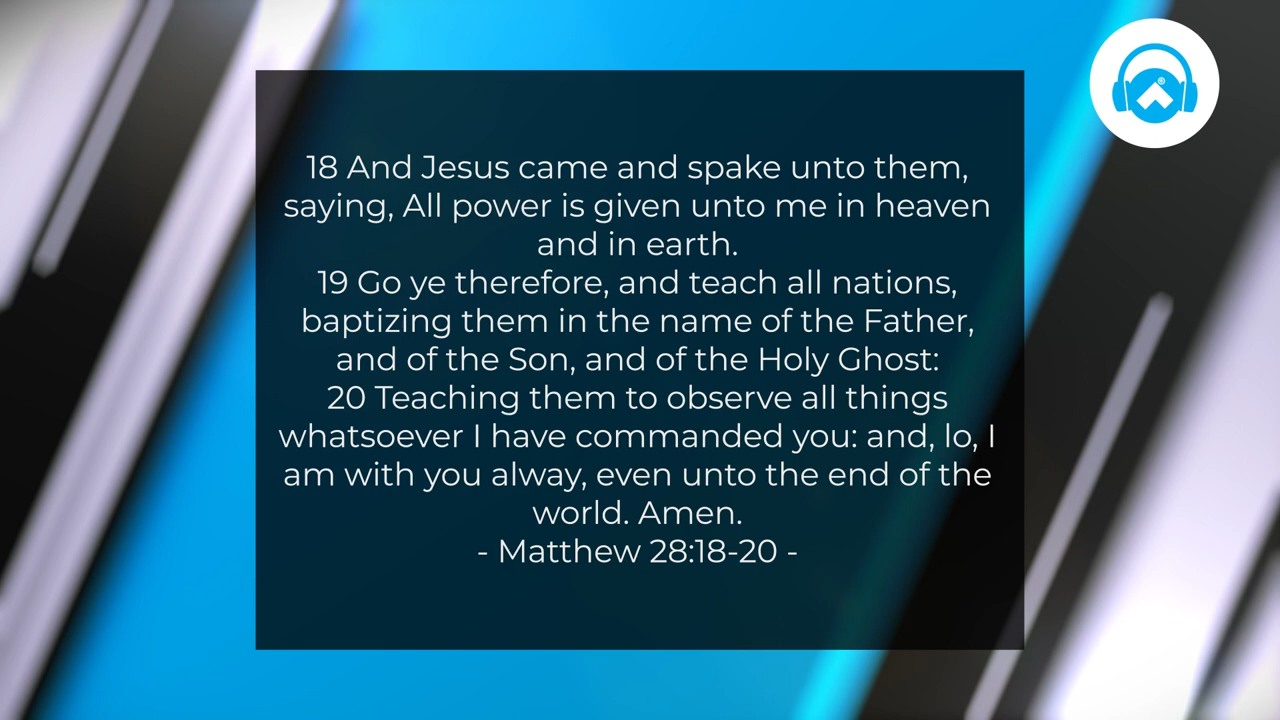 18 And Jesus came and spake unto them,
saying, All power is given unto me in heaven
and in earth.
19 Go ye therefore, and teach all nations,
baptizing them in the name of the Father,
and of the Son, and of the Holy Ghost:
20 Teaching them to observe all things
whatsoever I have commanded you: and, lo, I
am with you alway, even unto the end of the
world. Amen.
- Matthew 28:18-20 -
®